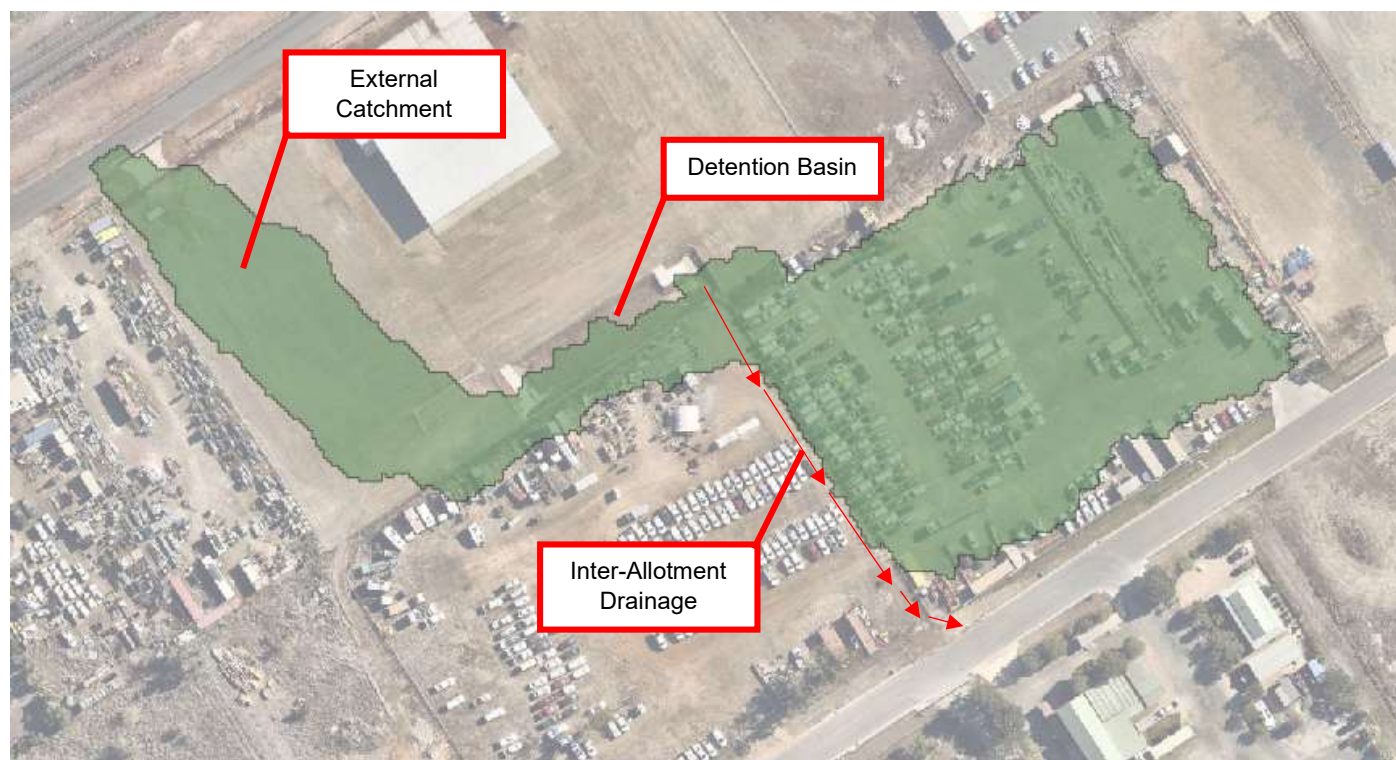 External
Catchment
Detention Basin
Inter-Allotment
Drainage